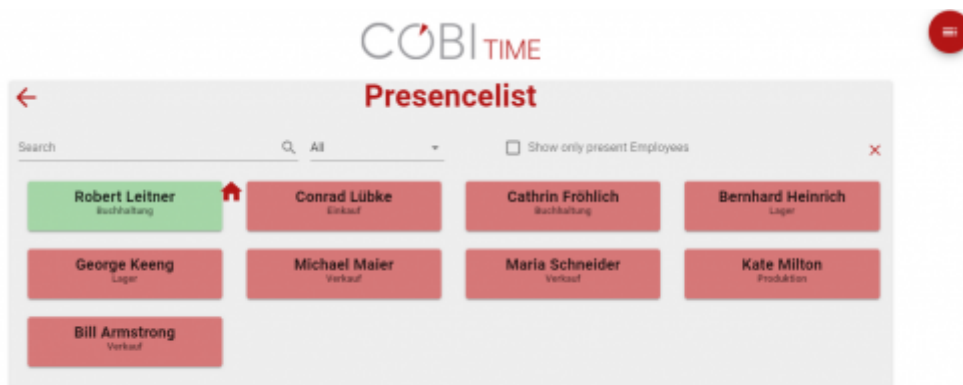 COBI TIME
Presencelist
Search All Show only present Employees
Robert Leitner Conrad Lübke Cathrin Fröhlich Bernhard Heinrich
Buchhaltung Einkauf Buchhaltung Lager
George Keeng Michael Maier Maria Schneider Kate Milton
Lager Verkauf Verkauf Produktion
Bill Armstrong
Verkauf